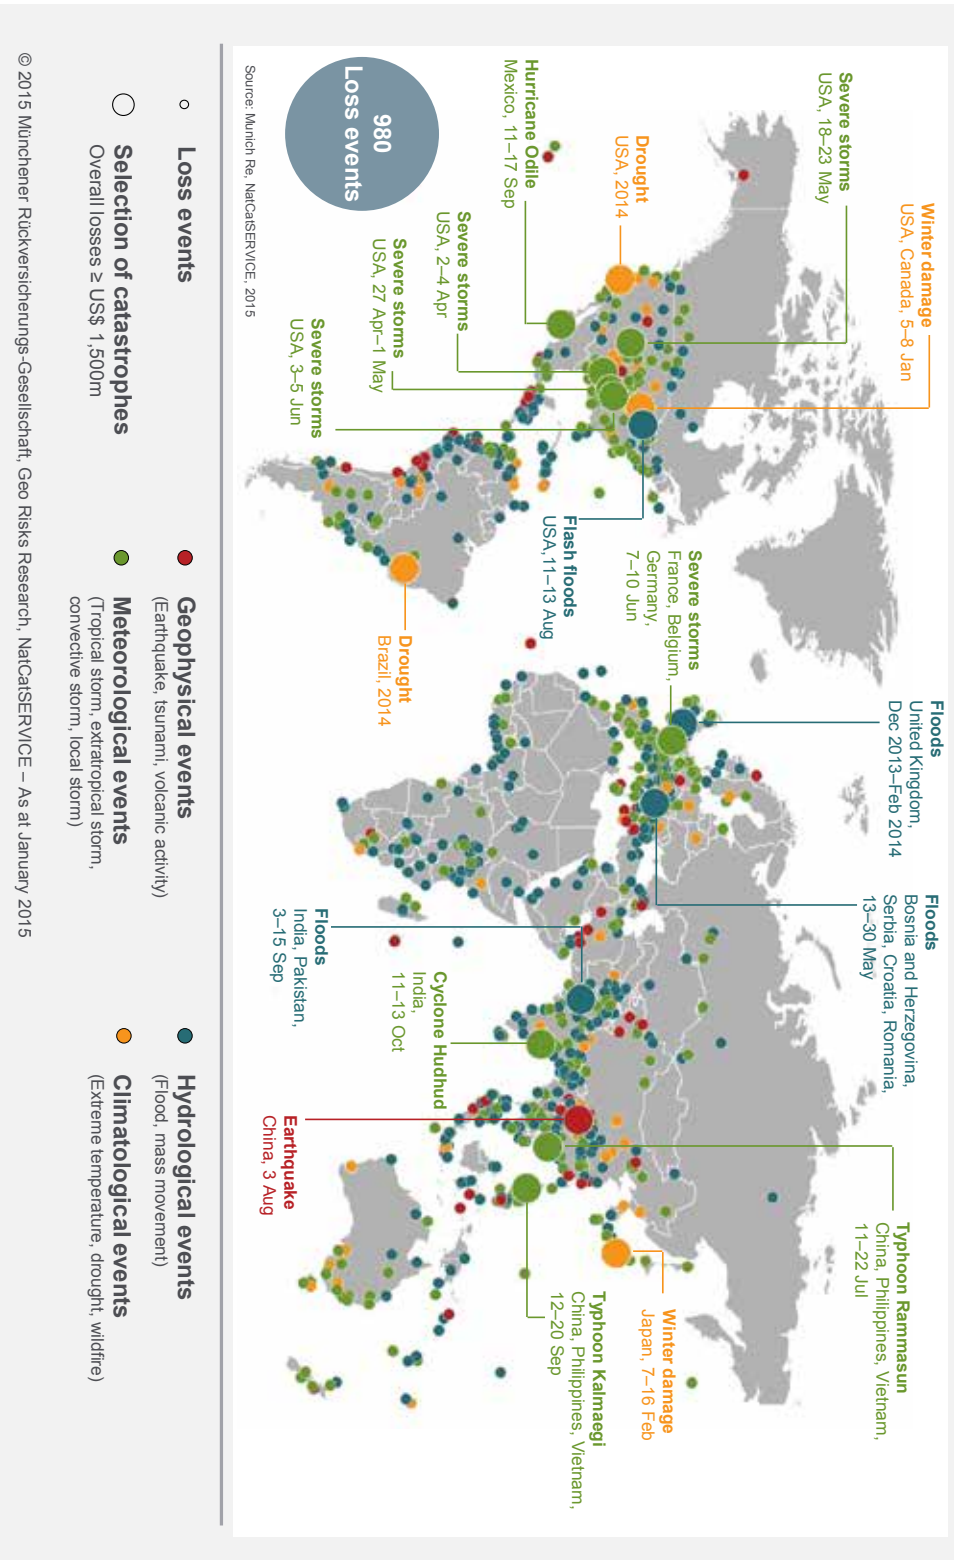 Winter damage
USA, Canada, 5–8 Jan
Severe storms
USA, 18–23 May
Drought
USA, 2014
Hurricane Odile
Mexico, 11–17 Sep
Severe storms
USA, 2–4 Apr
Severe storms
USA, 27 Apr–1 May
Severe storms
USA, 3–5 Jun
980
Loss events
Source: Munich Re, NatCatSERVICE, 2015
Flash floods
USA,11–13 Aug
Severe storms
France, Belgium,
Germany,
7–10 Jun
Drought
Brazil, 2014
Floods
United Kingdom,
Dec 2013–Feb 2014
Floods
Bosnia and Herzegovina,
Serbia, Croatia, Romania,
13–30 May
Floods
India, Pakistan,
3–15 Sep
Cyclone Hudhud
India,
11–13 Oct
Earthquake
China, 3 Aug
Typhoon Rammasun
China, Philippines, Vietnam,
11–22 Jul
Winter damage
Japan, 7–16 Feb
Typhoon Kalmaegi
China, Philippines, Vietnam,
12–20 Sep
Loss events
Selection of catastrophes
Overall losses ≥ US$ 1,500m
Geophysical events
(Earthquake, tsunami, volcanic activity)
Meteorological events
(Tropical storm, extratropical storm,
convective storm, local storm)
Hydrological events
(Flood, mass movement)
Climatological events
(Extreme temperature, drought, wildfire)
© 2015 Münchener Rückversicherungs-Gesellschaft, Geo Risks Research, NatCatSERVICE – As at January 2015